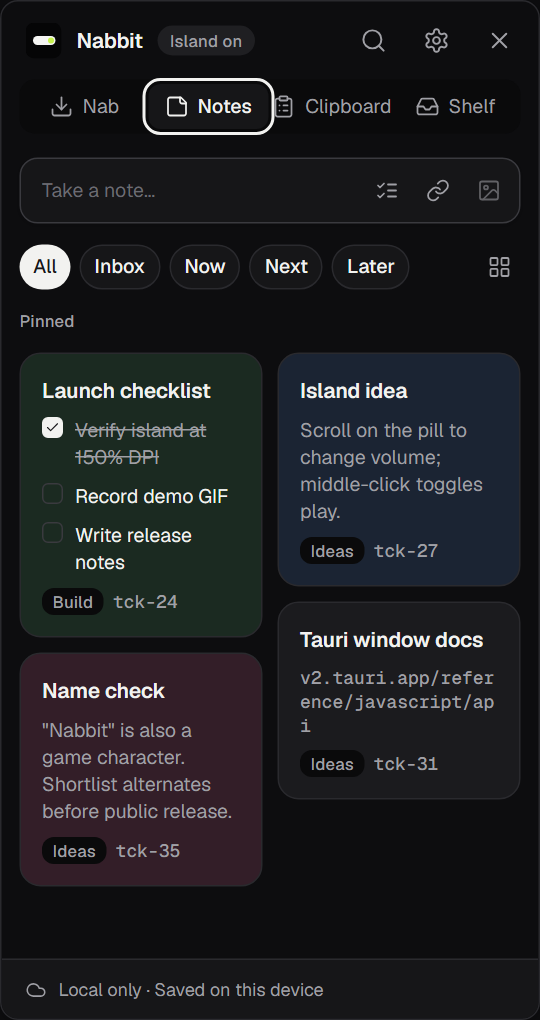 Nabbit
Island on
Nab
Notes
Clipboard
Shelf
Take a note...
All
Inbox
Now
Next
Later
Pinned
Launch checklist
Verify island at
150% DPI
Record demo GIF
Write release
notes
Build
tck-24
Name check
"Nabbit" is also a
game character.
Shortlist alternates
before public release.
Ideas
tck-35
Island idea
Scroll on the pill to
change volume;
middle-click toggles
play.
Ideas
tck-27
Tauri window docs
v2.tauri.app/refer
ence/javascript/ap
i
Ideas
tck-31
Local only · Saved on this device